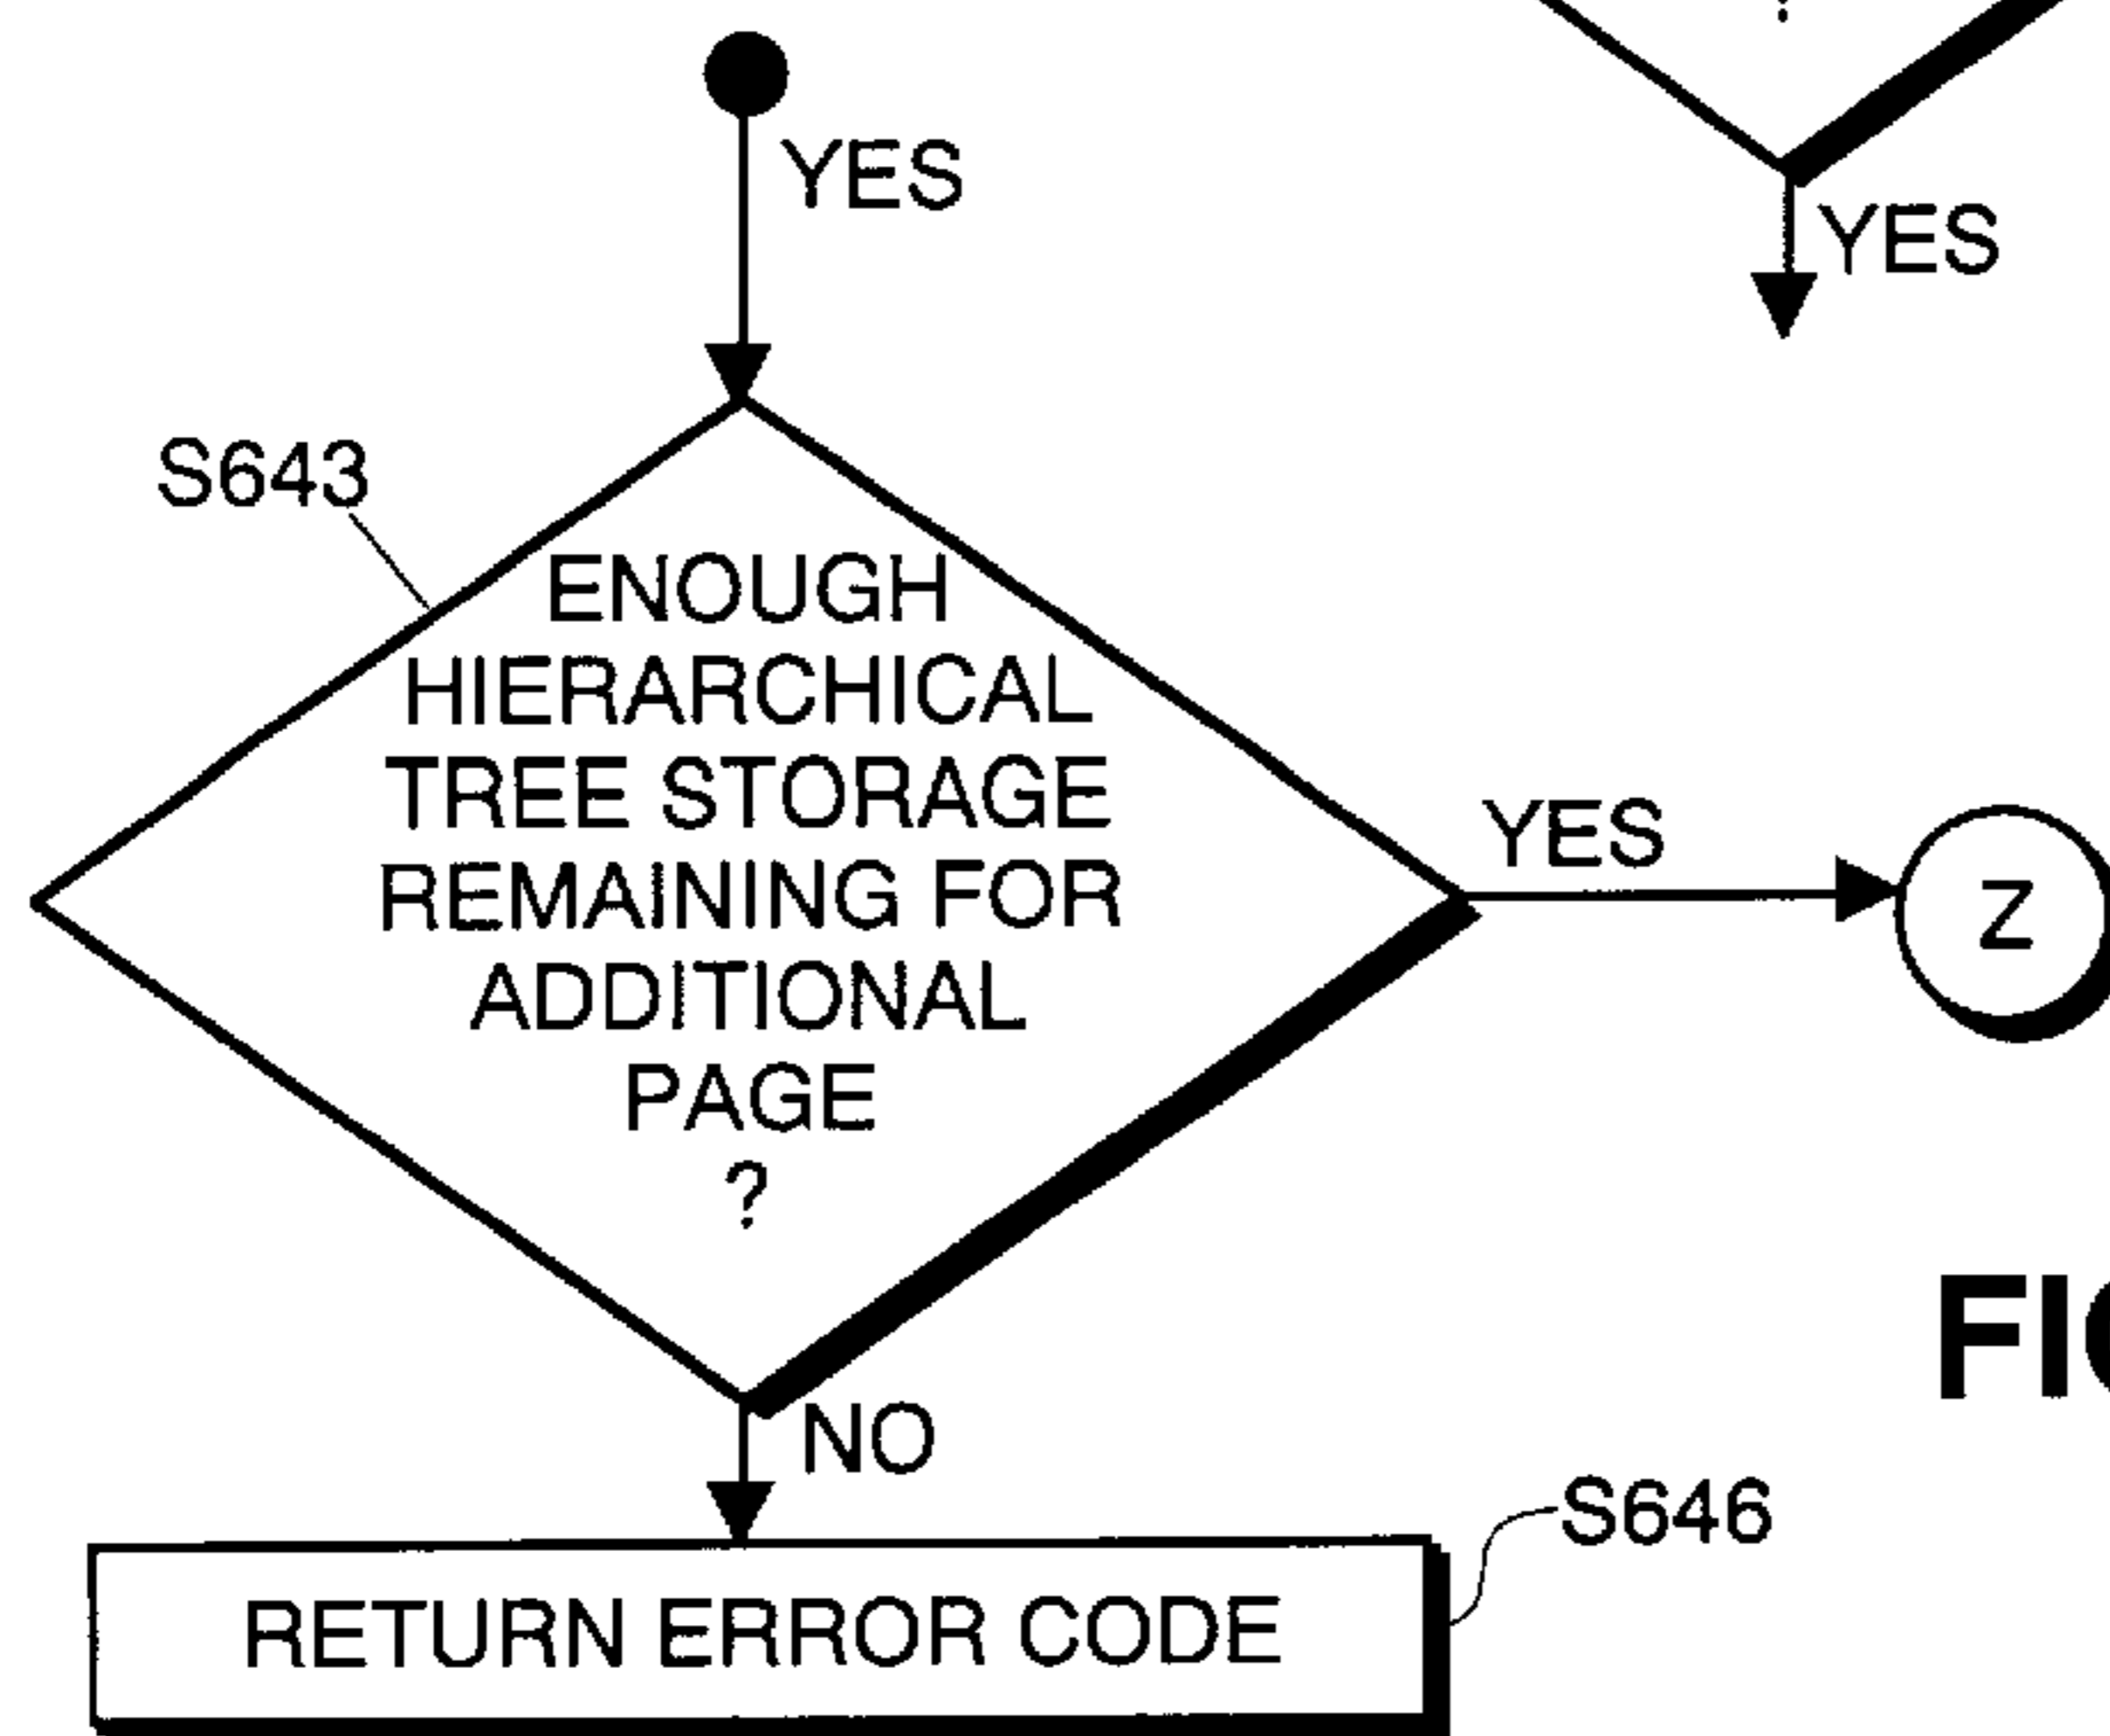 YES
YES
S643
ENOUGH
HIERARCHICAL
TREE STORAGE
REMAINING FOR
ADDITIONAL
PAGE
?
YES
Z
NO
S646
RETURN ERROR CODE